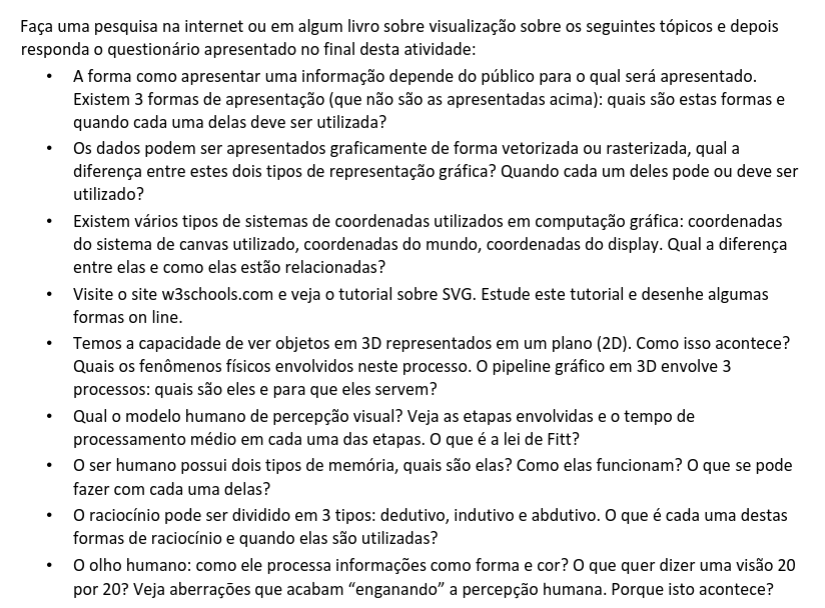 Faça uma pesquisa na internet ou em algum livro sobre visualização sobre os seguintes tópicos e depois
responda o questionário apresentado no final desta atividade:
• A forma como apresentar uma informação depende do público para o qual será apresentado.
Existem 3 formas de apresentação (que não são as apresentadas acima): quais são estas formas e
quando cada uma delas deve ser utilizada?
• Os dados podem ser apresentados graficamente de forma vetorizada ou rasterizada, qual a
diferença entre estes dois tipos de representação gráfica? Quando cada um deles pode ou deve ser
utilizado?
• Existem vários tipos de sistemas de coordenadas utilizados em computação gráfica: coordenadas
do sistema de canvas utilizado, coordenadas do mundo, coordenadas do display. Qual a diferença
entre elas e como elas estão relacionadas?
• Visite o site w3schools.com e veja o tutorial sobre SVG. Estude este tutorial e desenhe algumas
formas on line.
• Temos a capacidade de ver objetos em 3D representados em um plano (2D). Como isso acontece?
Quais os fenômenos físicos envolvidos neste processo. O pipeline gráfico em 3D envolve 3
processos: quais são eles e para que eles servem?
• Qual o modelo humano de percepção visual? Veja as etapas envolvidas e o tempo de
processamento médio em cada uma das etapas. O que é a lei de Fitt?
• O ser humano possui dois tipos de memória, quais são elas? Como elas funcionam? O que se pode
fazer com cada uma delas?
• O raciocínio pode ser dividido em 3 tipos: dedutivo, indutivo e abdutivo. O que é cada uma destas
formas de raciocínio e quando elas são utilizadas?
• O olho humano: como ele processa informações como forma e cor? O que quer dizer uma visão 20
por 20? Veja aberrações que acabam “enganando” a percepção humana. Porque isto acontece?